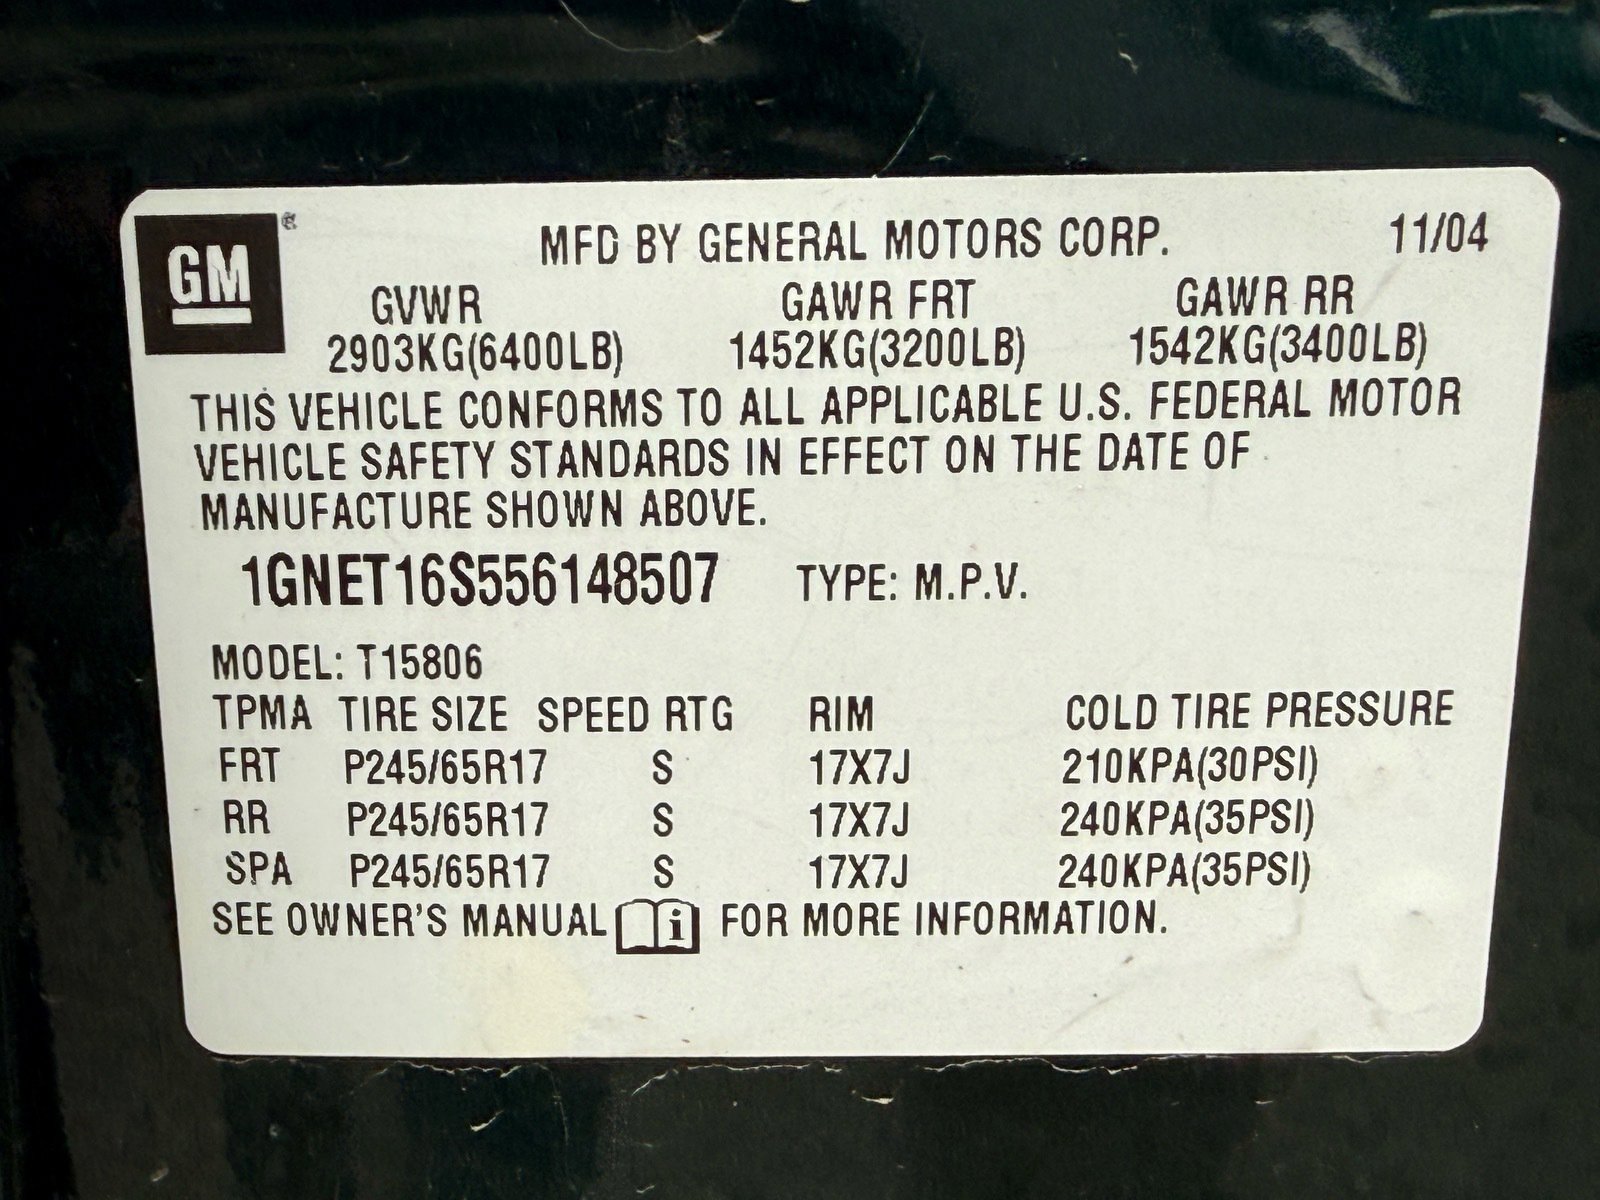 GM
MFD BY GENERAL MOTORS CORP. 11/04
GVWR GAWR FRT GAWR RR
2903KG(6400LB) 1452KG(3200LB) 1542KG(3400LB)
THIS VEHICLE CONFORMS TO ALL APPLICABLE U.S. FEDERAL MOTOR
VEHICLE SAFETY STANDARDS IN EFFECT ON THE DATE OF
MANUFACTURE SHOWN ABOVE.
1GNET16S556148507 TYPE: M.P.V.
MODEL: T15806
TPMA TIRE SIZE SPEED RTG RIM COLD TIRE PRESSURE
FRT P245/65R17 S 17X7J 210KPA(30PSI)
RR P245/65R17 S 17X7J 240KPA(35PSI)
SPA P245/65R17 S 17X7J 240KPA(35PSI)
SEE OWNER'S MANUAL i FOR MORE INFORMATION.